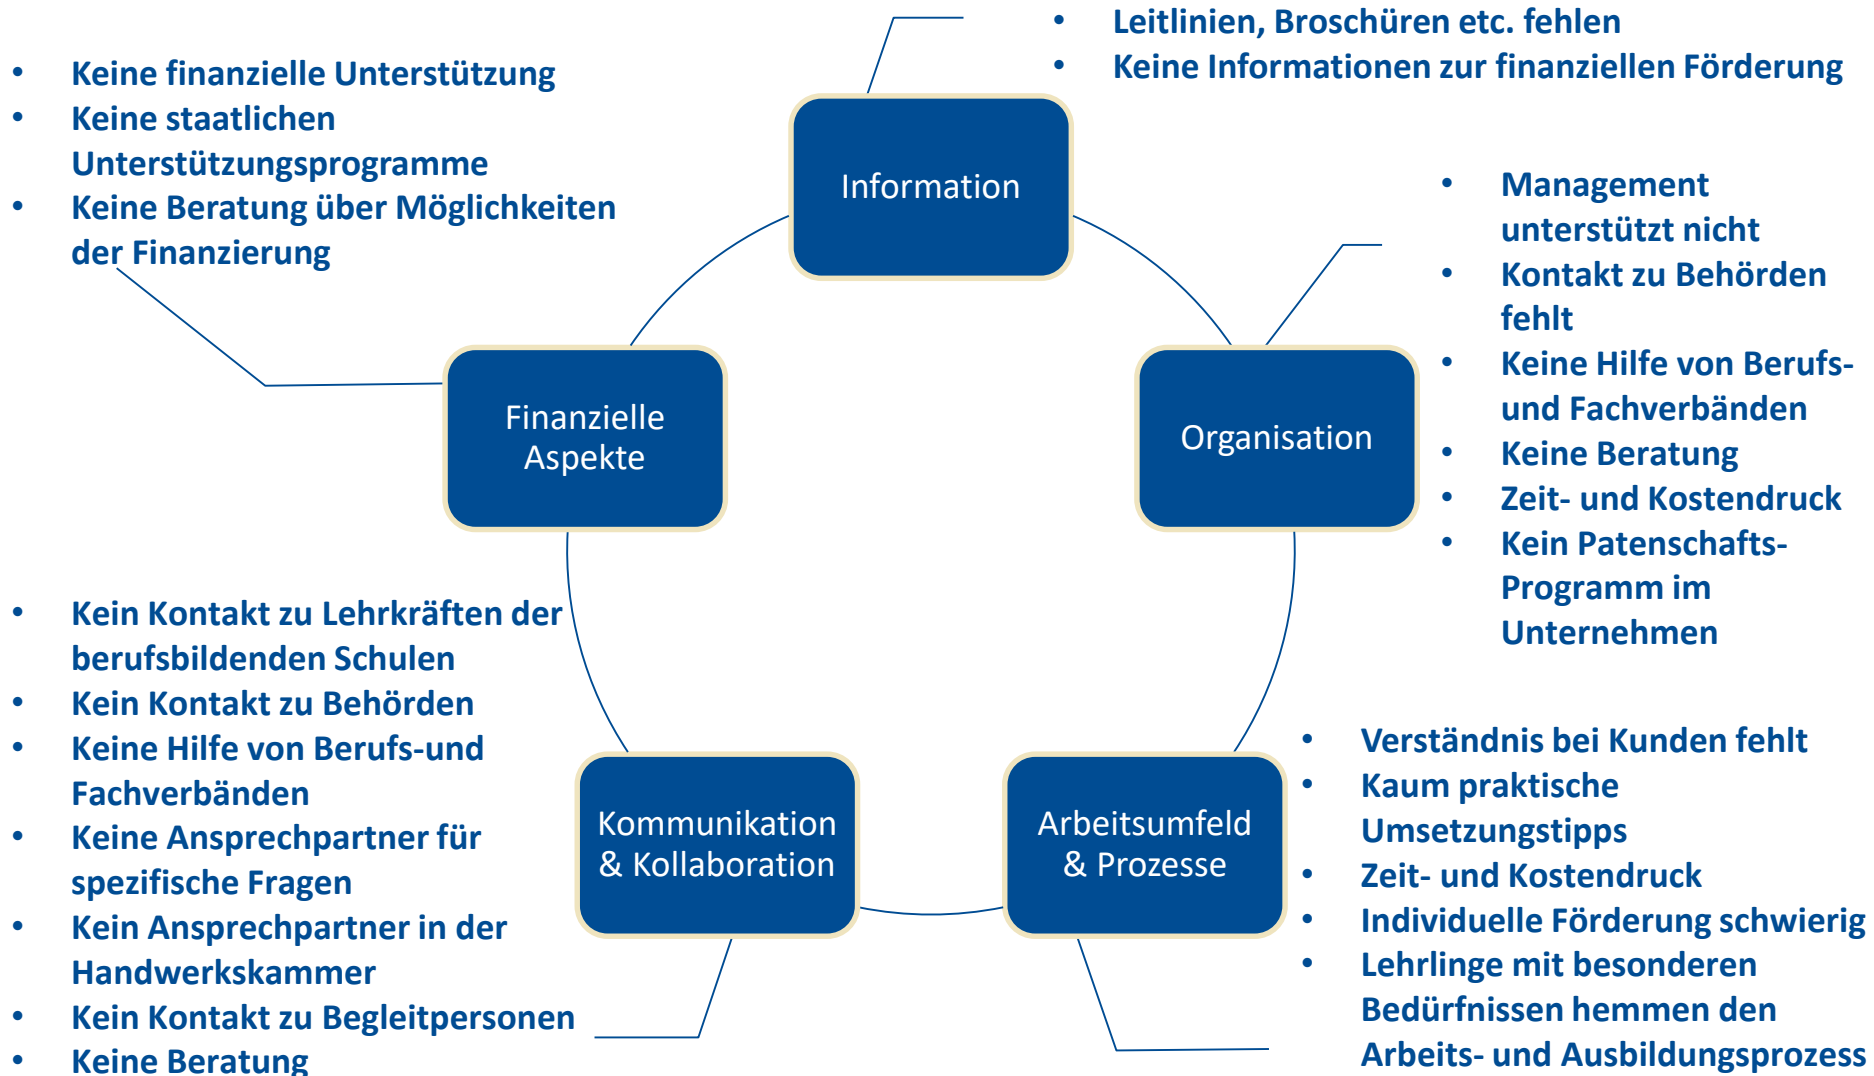 • Leitlinien, Broschüren etc. fehlen
• Keine Informationen zur finanziellen Förderung
• Keine finanzielle Unterstützung
• Keine staatlichen
Unterstützungsprogramme
• Keine Beratung über Möglichkeiten
der Finanzierung
Information
• Management
unterstützt nicht
• Kontakt zu Behörden
fehlt
• Keine Hilfe von Berufs-
und Fachverbänden
• Keine Beratung
• Zeit- und Kostendruck
• Kein Patenschafts-
Programm im
Unternehmen
Finanzielle
Aspekte
Organisation
• Kein Kontakt zu Lehrkräften der
berufsbildenden Schulen
• Kein Kontakt zu Behörden
• Keine Hilfe von Berufs-und
Fachverbänden
• Keine Ansprechpartner für
spezifische Fragen
• Kein Ansprechpartner in der
Handwerkskammer
• Kein Kontakt zu Begleitpersonen
• Keine Beratung
Kommunikation
& Kollaboration
Arbeitsumfeld
& Prozesse
• Verständnis bei Kunden fehlt
• Kaum praktische
Umsetzungstipps
• Zeit- und Kostendruck
• Individuelle Förderung schwierig
• Lehrlinge mit besonderen
Bedürfnissen hemmen den
Arbeits- und Ausbildungsprozess